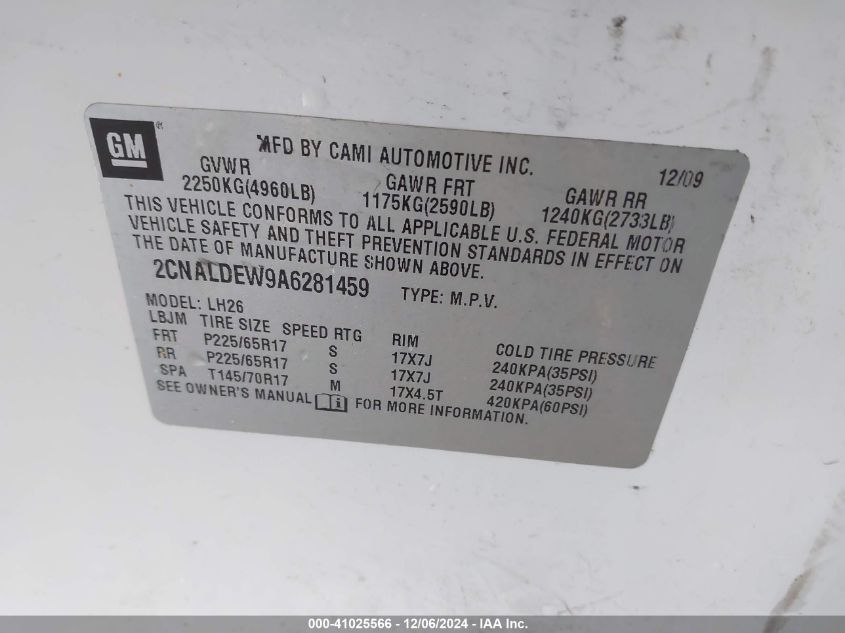 GM ®
MFD BY CAMI AUTOMOTIVE INC. 12/09
GVWR GAWR FRT GAWR RR
2250KG(4960LB) 1175KG(2590LB) 1240KG(2733LB)
THIS VEHICLE CONFORMS TO ALL APPLICABLE U.S. FEDERAL MOTOR
VEHICLE SAFETY AND THEFT PREVENTION STANDARDS IN EFFECT ON
THE DATE OF MANUFACTURE SHOWN ABOVE.
2CNALDEW9A6281459 TYPE: M.P.V.
MODEL: LH26
LBJM TIRE SIZE SPEED RTG RIM COLD TIRE PRESSURE
FRT P225/65R17 S 17X7J 240KPA(35PSI)
RR P225/65R17 S 17X7J 240KPA(35PSI)
SPA T145/70R17 M 17X4.5T 420KPA(60PSI)
SEE OWNER'S MANUAL i FOR MORE INFORMATION.
000-41025566 - 12/06/2024 - IAA Inc.